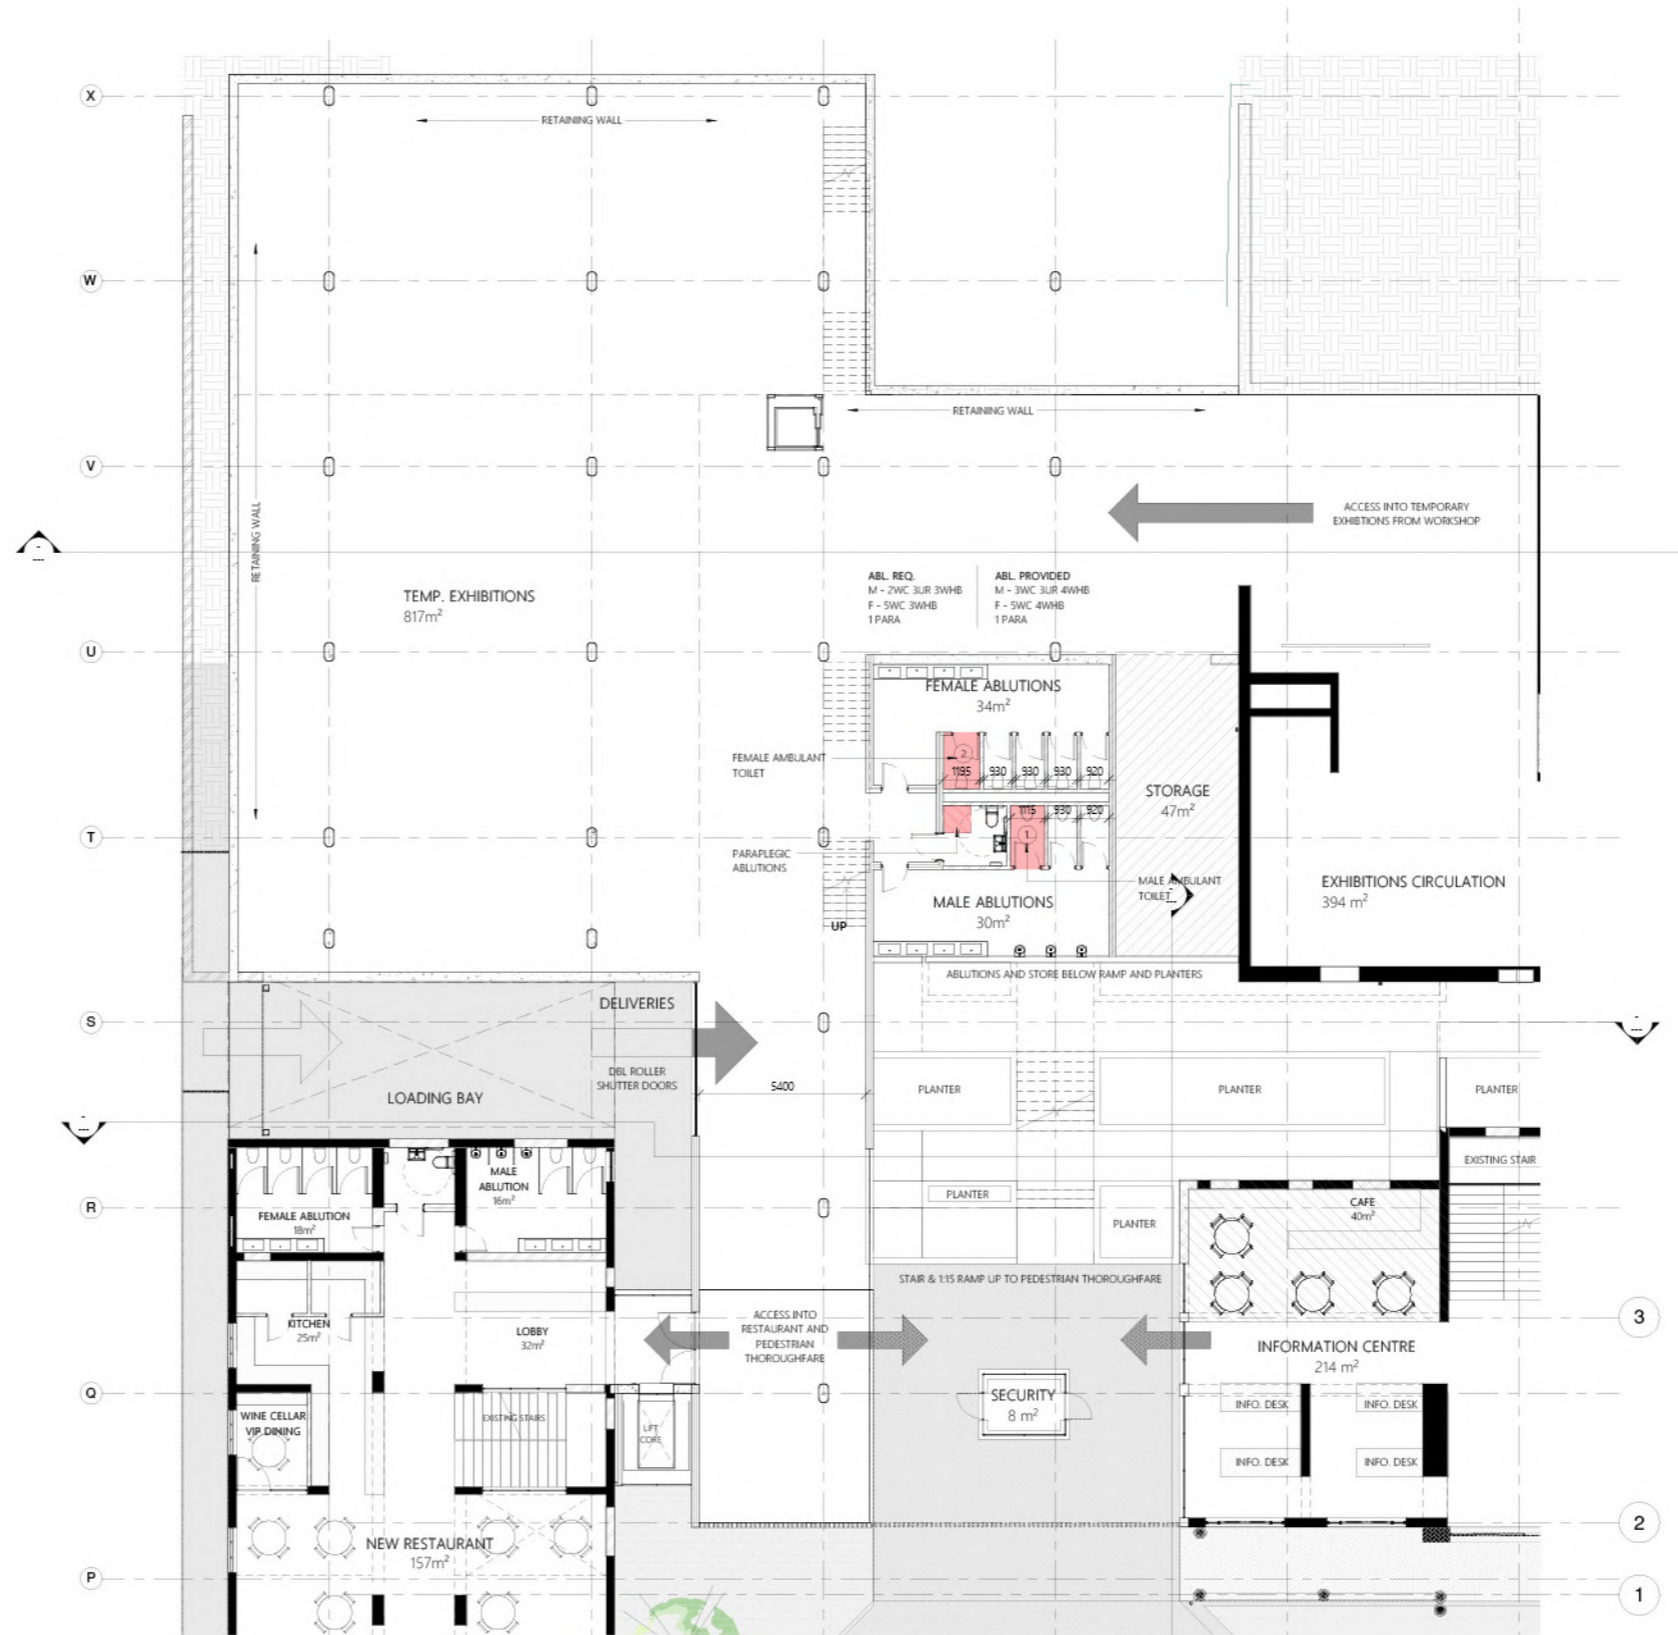 X
RETAINING WALL
W
RETAINING WALL
V
ACCESS INTO TEMPORARY
EXHIBTIONS FROM WORKSHOP
RETAINING WALL
ABL. REQ.
M - 2WC 3UR 3WHB
F - 5WC 3WHB
1 PARA
ABL. PROVIDED
M - 3WC 3UR 4WHB
F - 5WC 4WHB
1 PARA
TEMP. EXHIBITIONS
817m²
U
FEMALE ABLUTIONS
34m²
FEMALE AMBULANT
TOILET
2
1195
930
930
930
920
STORAGE
47m²
1115
930
920
1
T
PARAPLEGIC
ABLUTIONS
MALE AMBULANT
TOILET
EXHIBITIONS CIRCULATION
394 m²
MALE ABLUTIONS
30m²
UP
ABLUTIONS AND STORE BELOW RAMP AND PLANTERS
DELIVERIES
S
DBL ROLLER
SHUTTER DOORS
5400
LOADING BAY
PLANTER
PLANTER
PLANTER
EXISTING STAIR
MALE
ABLUTION
16m²
PLANTER
R
FEMALE ABLUTION
18m²
CAFE
40m²
PLANTER
STAIR & 1:15 RAMP UP TO PEDESTRIAN THOROUGHFARE
KITCHEN
25m²
LOBBY
32m²
ACCESS INTO
RESTAURANT AND
PEDESTRIAN
THOROUGHFARE
3
INFORMATION CENTRE
214 m²
Q
SECURITY
8 m²
INFO. DESK
INFO. DESK
WINE CELLAR
VIP DINING
EXISTING STAIRS
LIFT
CORE
INFO. DESK
INFO. DESK
2
NEW RESTAURANT
157m²
P
1